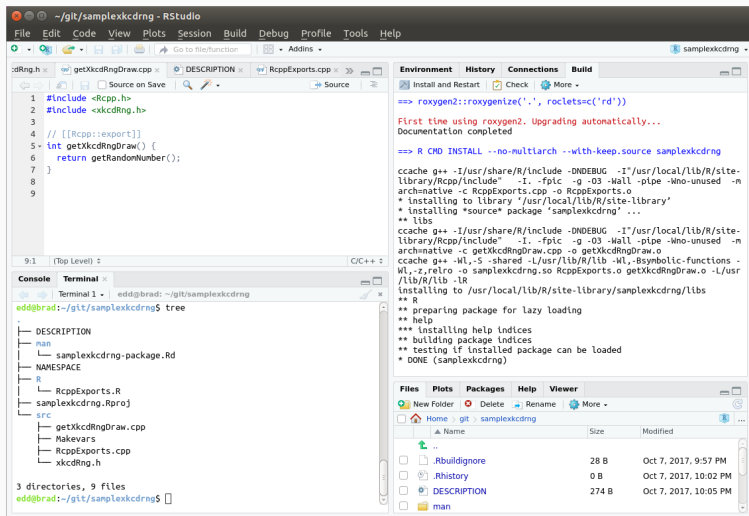 ~/git/samplexkcdrng - RStudio
File Edit Code View Plots Session Build Debug Profile Tools Help
Go to file/function Addins samplexkcdrng
:dRng.h getXkcdRngDraw.cpp DESCRIPTION RcppExports.cpp
Source on Save Source
1 #include <Rcpp.h>
2 #include <xkcdRng.h>
3
4 // [[Rcpp::export]]
5 int getXkcdRngDraw() {
6   return getRandomNumber();
7 }
8
9
9:1 (Top Level) C/C++
Console Terminal
Terminal 1 edd@brad: ~/git/samplexkcdrng
edd@brad:~/git/samplexkcdrng$ tree
.
├── DESCRIPTION
├── man
│   └── samplexkcdrng-package.Rd
├── NAMESPACE
├── R
│   └── RcppExports.R
├── samplexkcdrng.Rproj
└── src
    ├── getXkcdRngDraw.cpp
    ├── Makevars
    ├── RcppExports.cpp
    └── xkcdRng.h

3 directories, 9 files
edd@brad:~/git/samplexkcdrng$
Environment History Connections Build
Install and Restart Check More
==> roxygen2::roxygenize('.', roclets=c('rd'))

First time using roxygen2. Upgrading automatically...
Documentation completed

==> R CMD INSTALL --no-multiarch --with-keep.source samplexkcdrng

ccache g++ -I/usr/share/R/include -DNDEBUG -I"/usr/local/lib/R/site-
library/Rcpp/include" -I. -fpic -g -O3 -Wall -pipe -Wno-unused -m
arch=native -c RcppExports.cpp -o RcppExports.o
* installing to library ‘/usr/local/lib/R/site-library’
* installing *source* package ‘samplexkcdrng’ ...
** libs
ccache g++ -I/usr/share/R/include -DNDEBUG -I"/usr/local/lib/R/site-
library/Rcpp/include" -I. -fpic -g -O3 -Wall -pipe -Wno-unused -m
arch=native -c getXkcdRngDraw.cpp -o getXkcdRngDraw.o
ccache g++ -Wl,-S -shared -L/usr/lib/R/lib -Wl,-Bsymbolic-functions -
Wl,-z,relro -o samplexkcdrng.so RcppExports.o getXkcdRngDraw.o -L/usr
/lib/R/lib -lR
installing to /usr/local/lib/R/site-library/samplexkcdrng/libs
** R
** preparing package for lazy loading
** help
*** installing help indices
** building package indices
** testing if installed package can be loaded
* DONE (samplexkcdrng)
Files Plots Packages Help Viewer
New Folder Delete Rename More
Home git samplexkcdrng ...
Name Size Modified
..
.Rbuildignore 28 B Oct 7, 2017, 9:57 PM
.Rhistory 0 B Oct 7, 2017, 10:02 PM
DESCRIPTION 274 B Oct 7, 2017, 10:05 PM
man